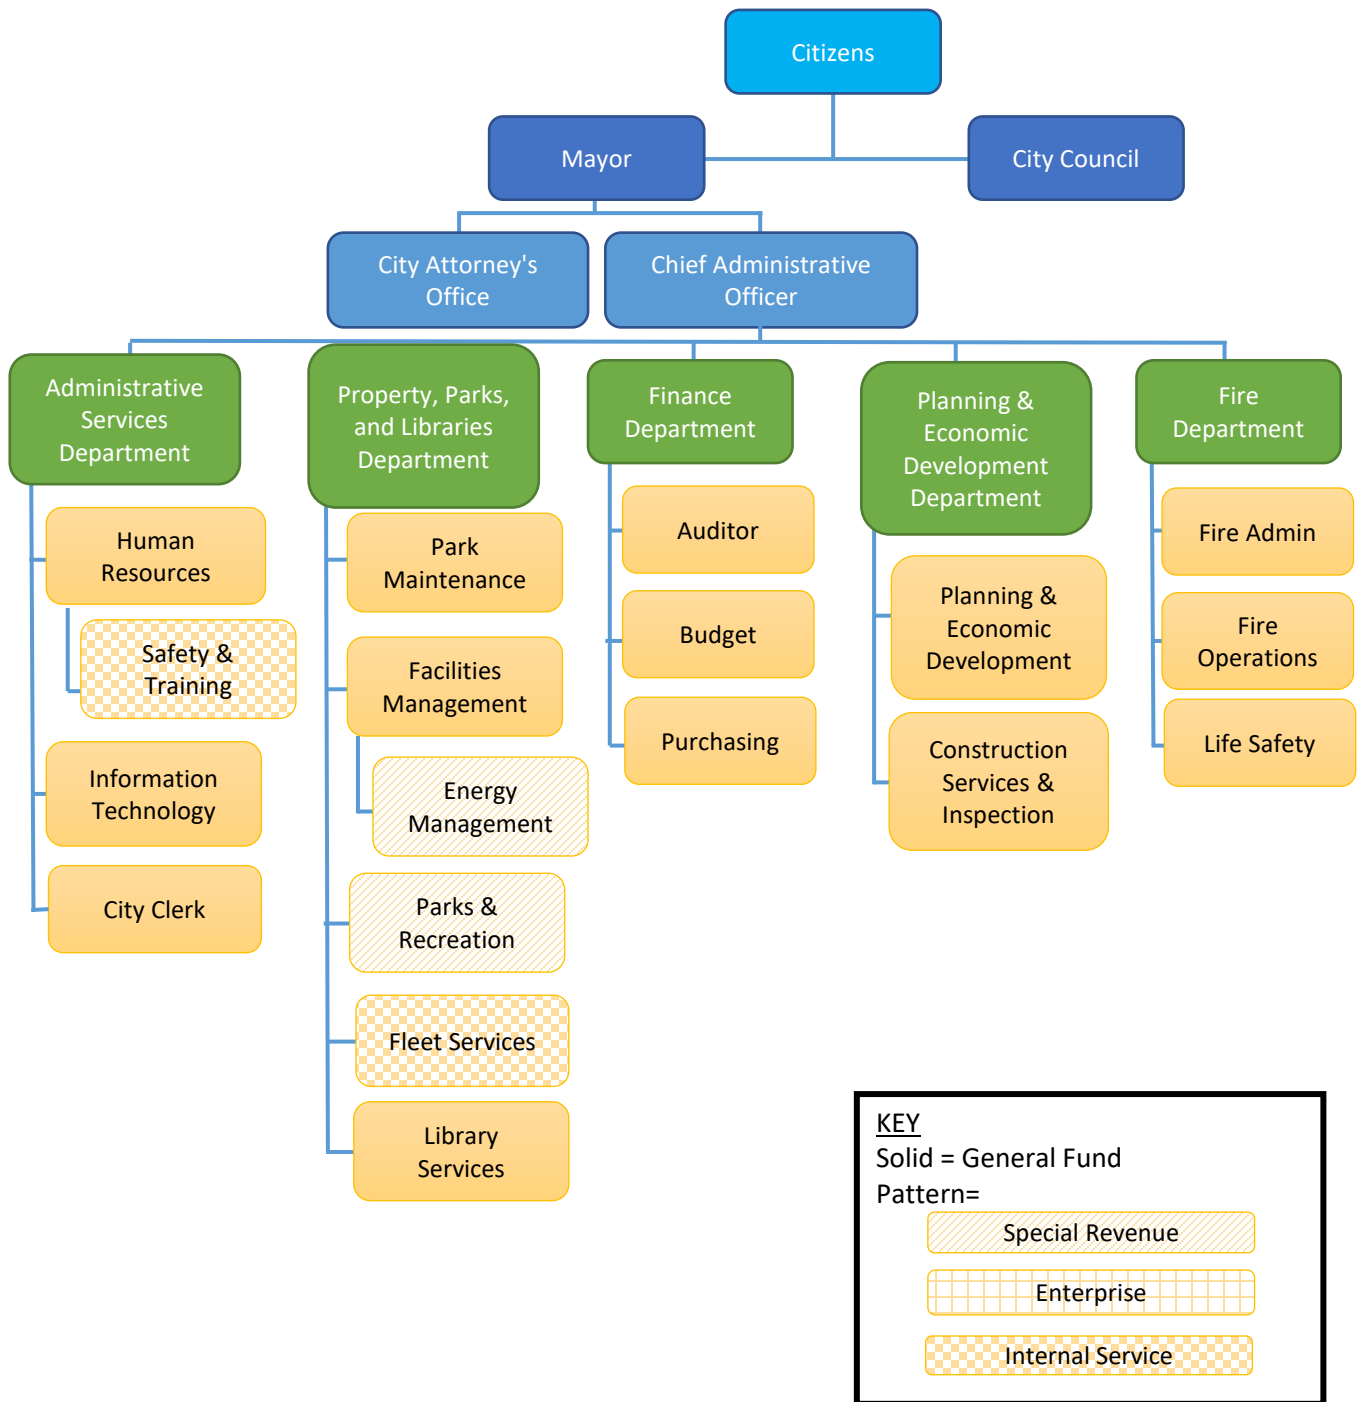 Citizens
Mayor
City Council
City Attorney's
Office
Chief Administrative
Officer
Administrative
Services
Department
Human
Resources
Safety &
Training
Information
Technology
City Clerk
Property, Parks,
and Libraries
Department
Park
Maintenance
Facilities
Management
Energy
Management
Parks &
Recreation
Fleet Services
Library
Services
Finance
Department
Auditor
Budget
Purchasing
Planning &
Economic
Development
Department
Planning &
Economic
Development
Construction
Services &
Inspection
Fire
Department
Fire Admin
Fire
Operations
Life Safety
KEY
Solid = General Fund
Pattern=
Special Revenue
Enterprise
Internal Service